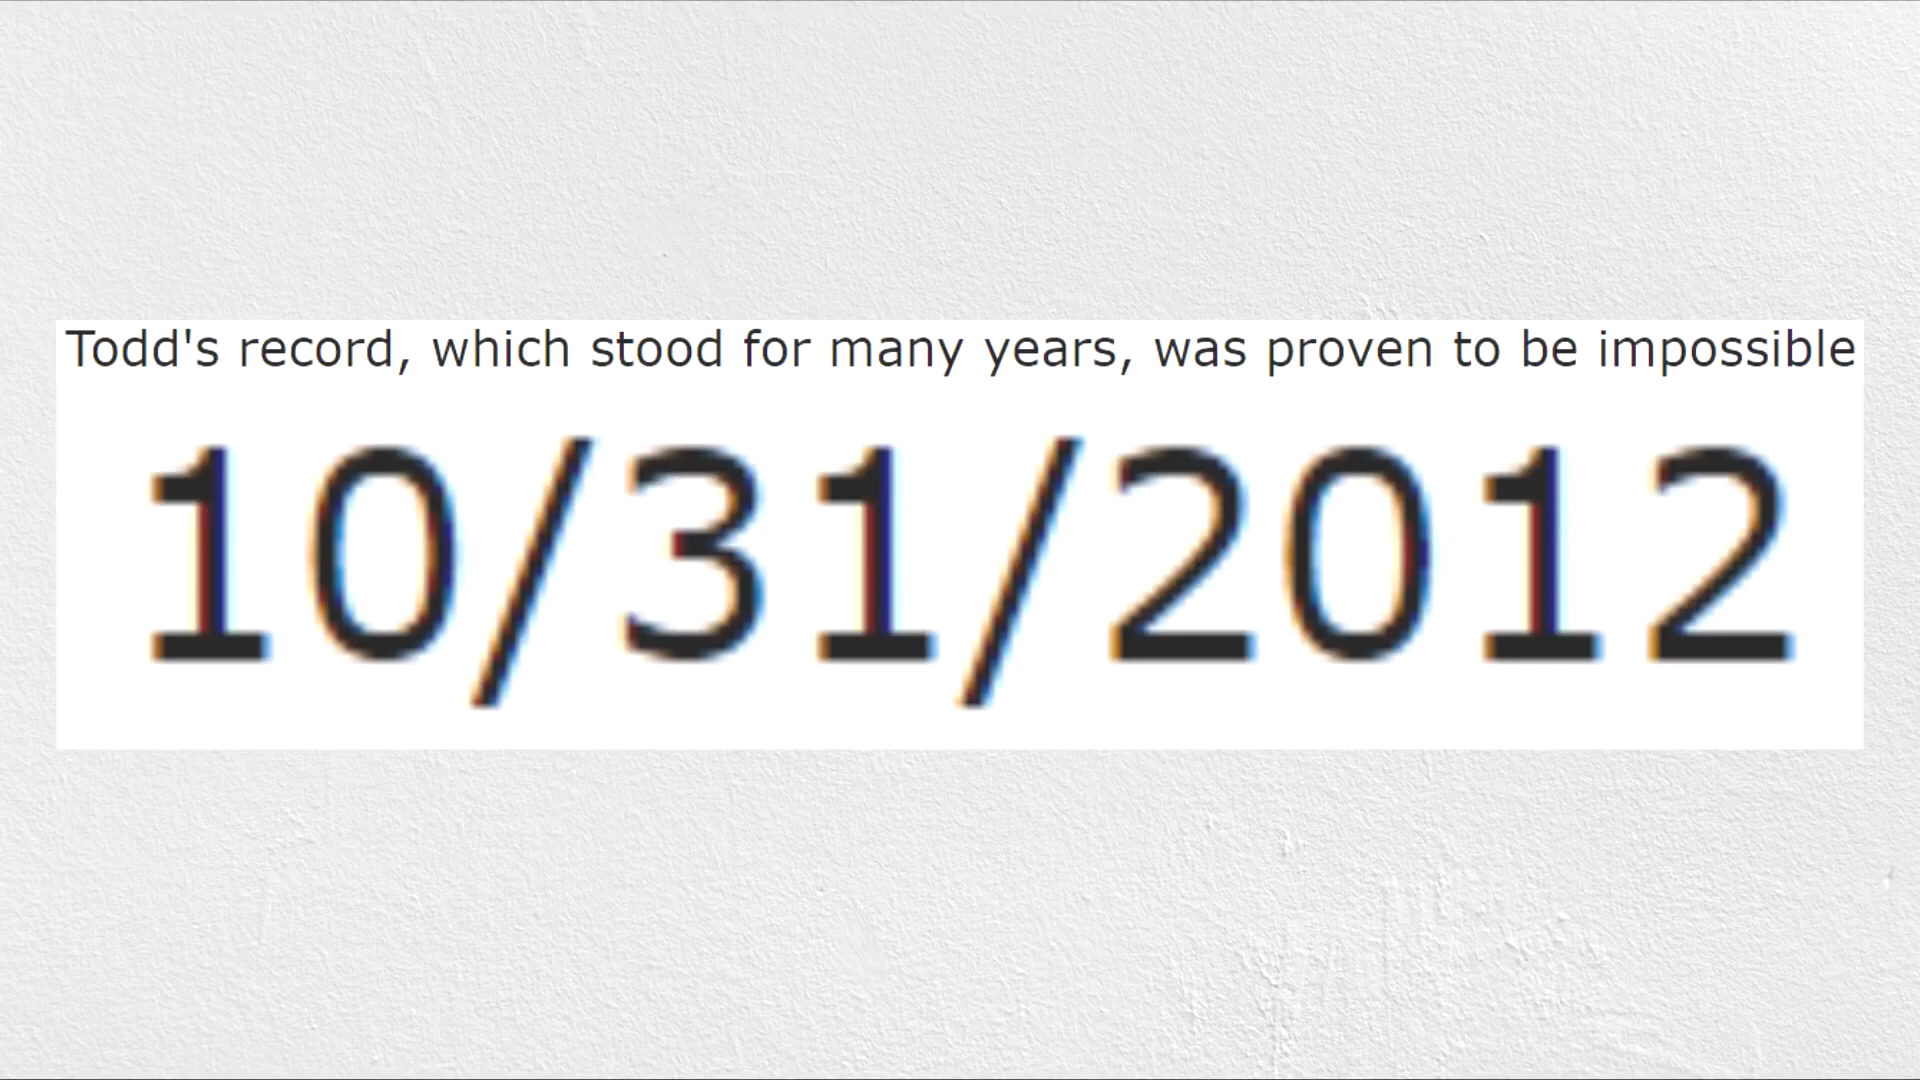 Todd's record, which stood for many years, was proven to be impossible
10/31/2012